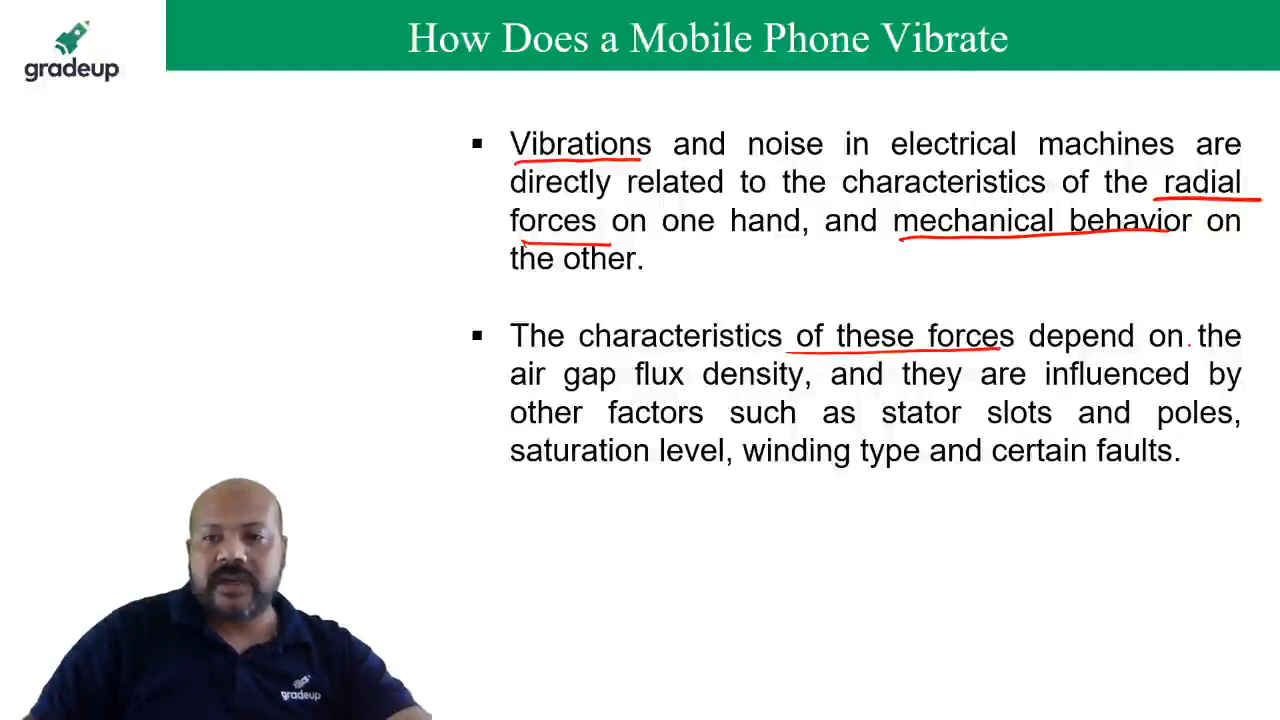 How Does a Mobile Phone Vibrate
gradeup
▪ Vibrations and noise in electrical machines are
directly related to the characteristics of the radial
forces on one hand, and mechanical behavior on
the other.
▪ The characteristics of these forces depend on the
air gap flux density, and they are influenced by
other factors such as stator slots and poles,
saturation level, winding type and certain faults.
gradeup